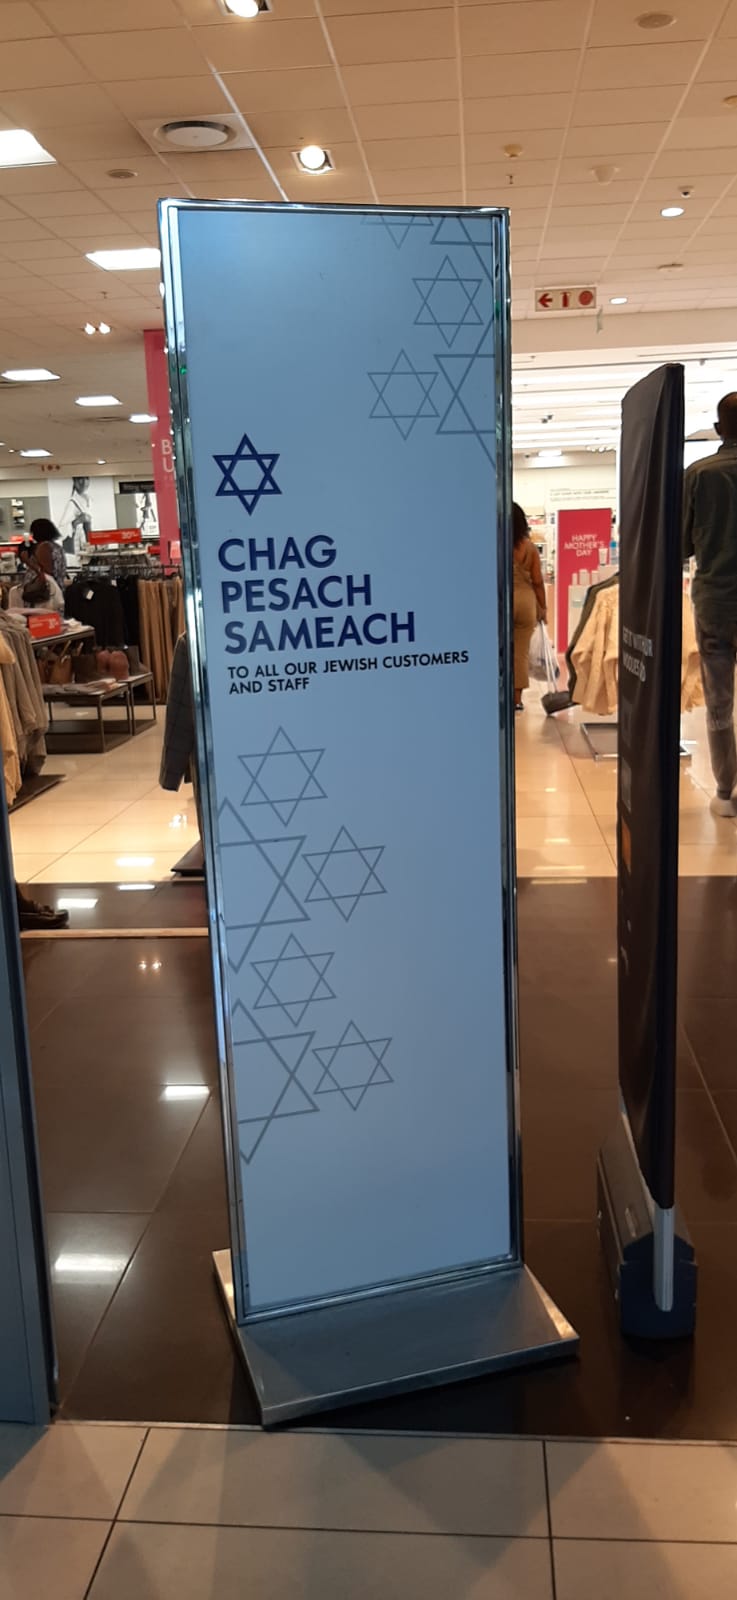 CHAG
PESACH
SAMEACH
TO ALL OUR JEWISH CUSTOMERS
AND STAFF
HAPPY
MOTHER'S
DAY